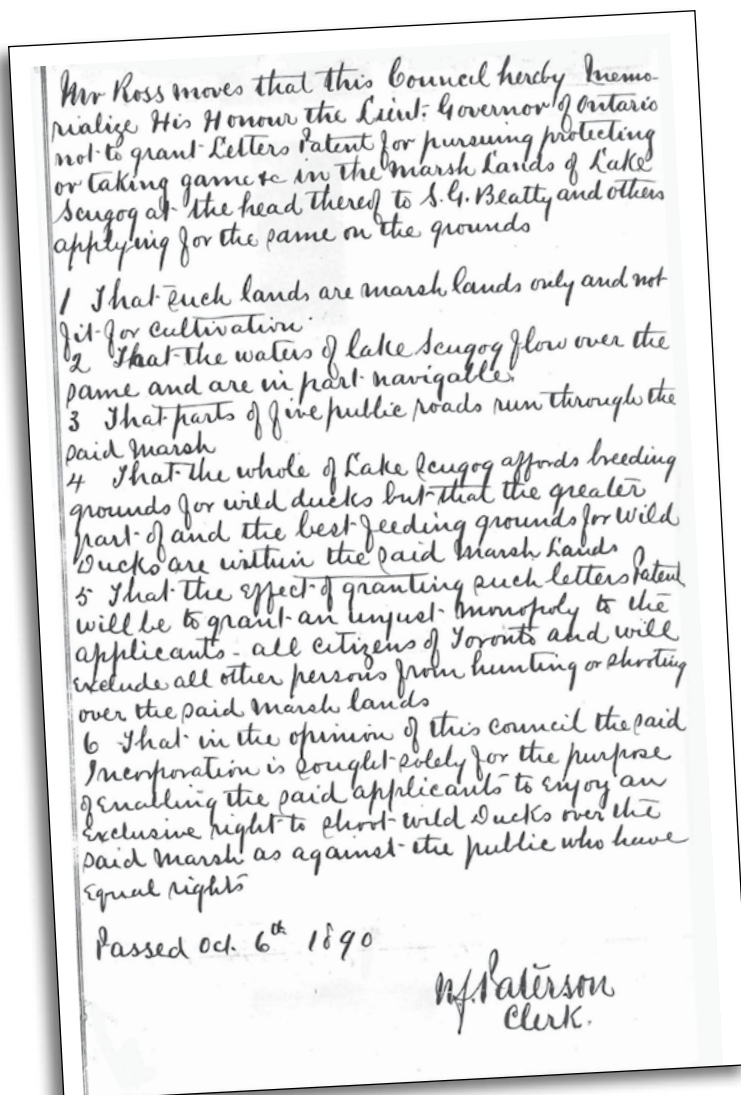 Mr Ross moves that this Council hereby Memo-
rialize His Honour the Lieut: Governor of Ontario
not to grant Letters Patent for pursuing protecting
or taking game &c in the Marsh Lands of Lake
Scugog at the head thereof to S. G. Beatty and others
applying for the same on the grounds
1 That such lands are marsh lands only and not
fit for cultivation.
2 That the waters of lake Scugog flow over the
same and are in part navigable.
3 That parts of five public roads run through the
said Marsh
4 That the whole of Lake Scugog affords breeding
grounds for wild ducks but that the greater
part of and the best feeding grounds for Wild
Ducks are within the said Marsh Lands
5 That the effect of granting such letters Patent
will be to grant an unjust monopoly to the
applicants - all citizens of Toronto and will
exclude all other persons from hunting or shooting
over the said Marsh lands
6 That in the opinion of this council the said
Incorporation is sought solely for the purpose
of enabling the said applicants to enjoy an
Exclusive right to shoot wild Ducks over the
said Marsh as against the public who have
equal rights
Passed Oct. 6th 1890
Paterson
Clerk.